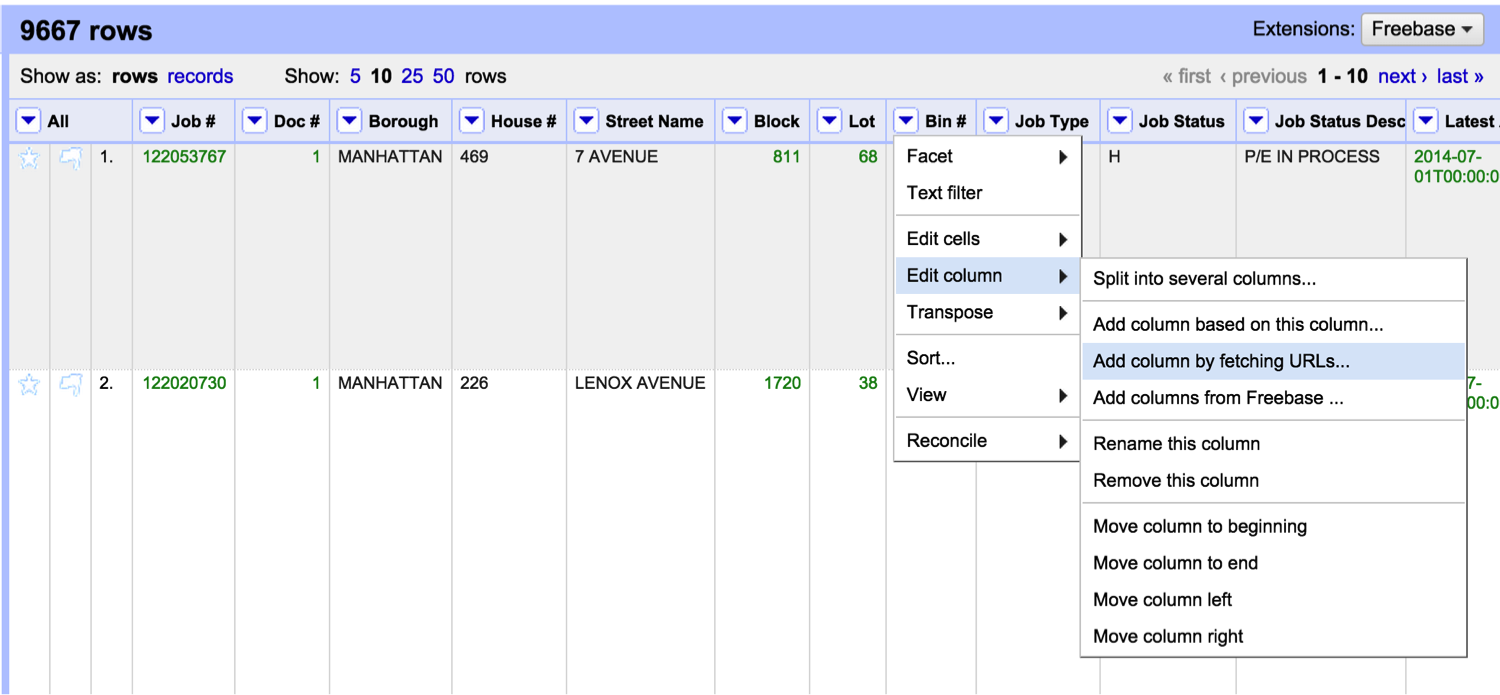 9667 rows
Extensions: Freebase
Show as: rows records Show: 5 10 25 50 rows « first ‹ previous 1 - 10 next › last »
All Job # Doc # Borough House # Street Name Block Lot Bin # Job Type Job Status Job Status Desc Latest
1. 122053767 1 MANHATTAN 469 7 AVENUE 811 68 H P/E IN PROCESS 2014-07-
01T00:00:0
Facet
Text filter
Edit cells
Edit column
Transpose
Sort...
View
Reconcile
Split into several columns...
Add column based on this column...
Add column by fetching URLs...
Add columns from Freebase ...
Rename this column
Remove this column
Move column to beginning
Move column to end
Move column left
Move column right
2. 122020730 1 MANHATTAN 226 LENOX AVENUE 1720 38 7-
00:0